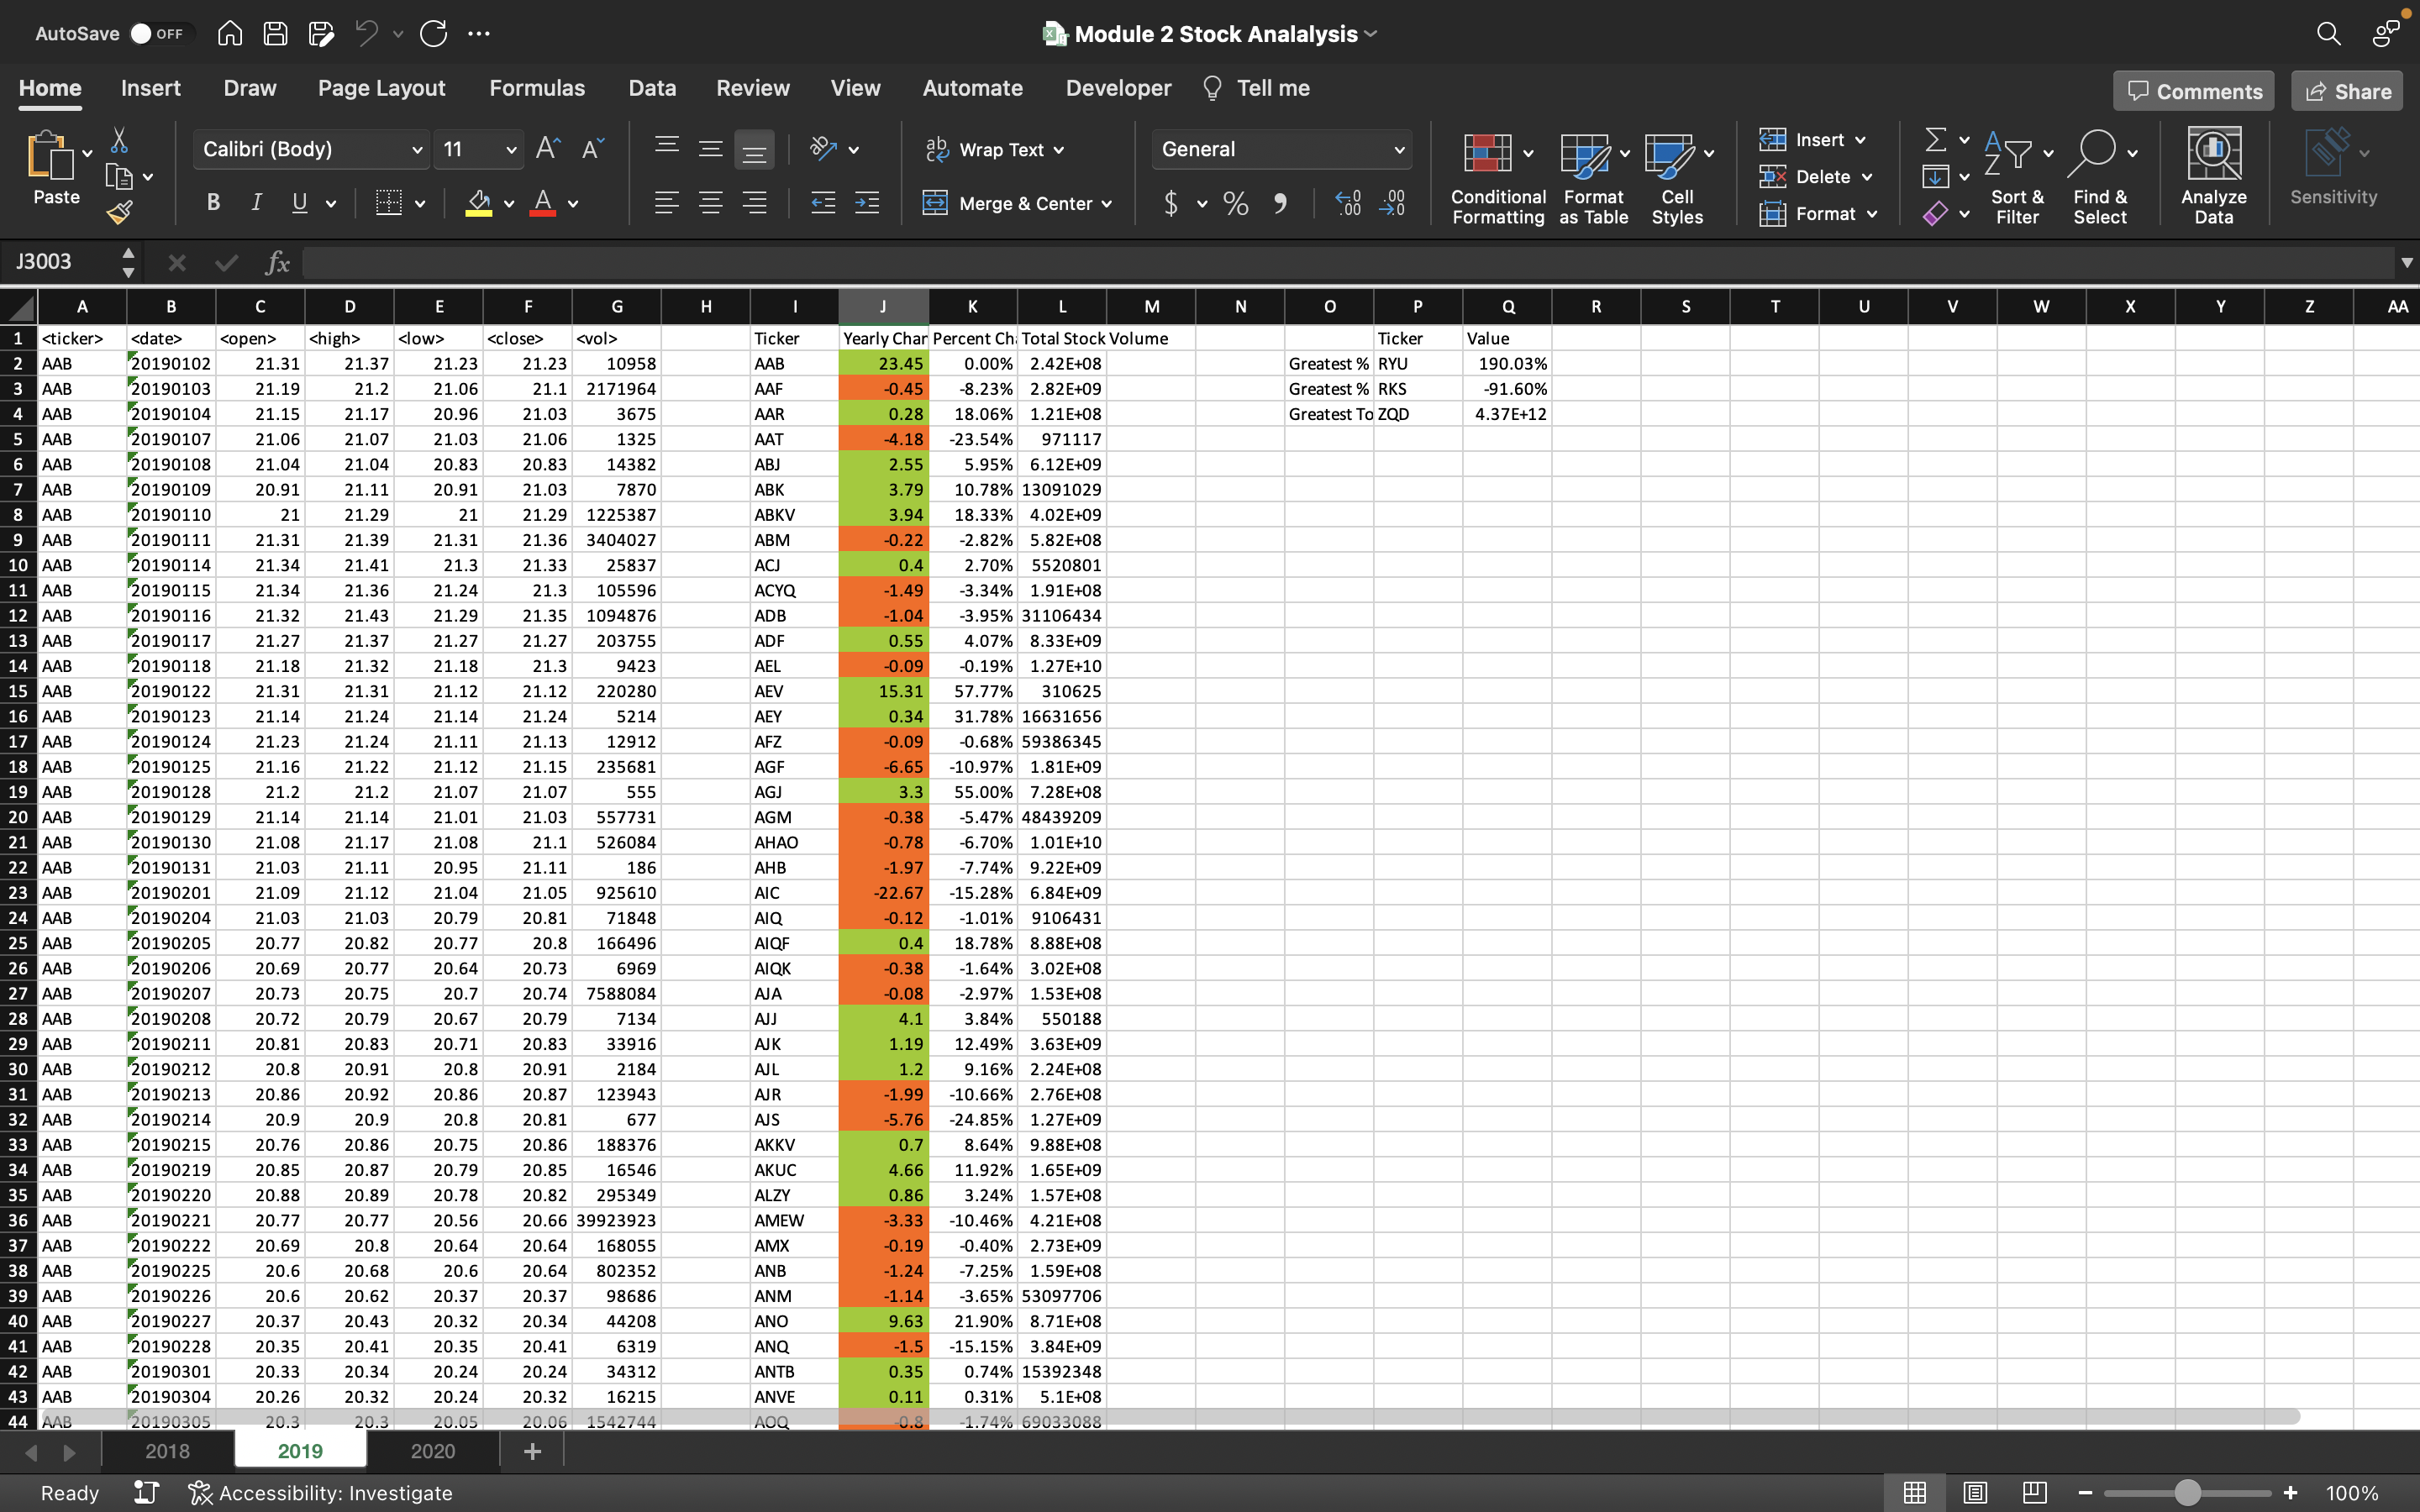 AutoSave OFF Module 2 Stock Analalysis
Home Insert Draw Page Layout Formulas Data Review View Automate Developer Tell me Comments Share
Paste Calibri (Body) 11 Wrap Text General Conditional Formatting Format as Table Cell Styles Insert Delete Format Sort & Filter Find & Select Analyze Data Sensitivity
B I U A Merge & Center $ % 9
J3003 fx
A B C D E F G H I J K L M N O P Q R S T U V W X Y Z AA
1 <ticker> <date> <open> <high> <low> <close> <vol> Ticker Yearly Char Percent Ch Total Stock Volume Ticker Value
2 AAB 20190102 21.31 21.37 21.23 21.23 10958 AAB 23.45 0.00% 2.42E+08 Greatest % RYU 190.03%
3 AAB 20190103 21.19 21.2 21.06 21.1 2171964 AAF -0.45 -8.23% 2.82E+09 Greatest % RKS -91.60%
4 AAB 20190104 21.15 21.17 20.96 21.03 3675 AAR 0.28 18.06% 1.21E+08 Greatest To ZQD 4.37E+12
5 AAB 20190107 21.06 21.07 21.03 21.06 1325 AAT -4.18 -23.54% 971117
6 AAB 20190108 21.04 21.04 20.83 20.83 14382 ABJ 2.55 5.95% 6.12E+09
7 AAB 20190109 20.91 21.11 20.91 21.03 7870 ABK 3.79 10.78% 13091029
8 AAB 20190110 21 21.29 21 21.29 1225387 ABKV 3.94 18.33% 4.02E+09
9 AAB 20190111 21.31 21.39 21.31 21.36 3404027 ABM -0.22 -2.82% 5.82E+08
10 AAB 20190114 21.34 21.41 21.3 21.33 25837 ACJ 0.4 2.70% 5520801
11 AAB 20190115 21.34 21.36 21.24 21.3 105596 ACYQ -1.49 -3.34% 1.91E+08
12 AAB 20190116 21.32 21.43 21.29 21.35 1094876 ADB -1.04 -3.95% 31106434
13 AAB 20190117 21.27 21.37 21.27 21.27 203755 ADF 0.55 4.07% 8.33E+09
14 AAB 20190118 21.18 21.32 21.18 21.3 9423 AEL -0.09 -0.19% 1.27E+10
15 AAB 20190122 21.31 21.31 21.12 21.12 220280 AEV 15.31 57.77% 310625
16 AAB 20190123 21.14 21.24 21.14 21.24 5214 AEY 0.34 31.78% 16631656
17 AAB 20190124 21.23 21.24 21.11 21.13 12912 AFZ -0.09 -0.68% 59386345
18 AAB 20190125 21.16 21.22 21.12 21.15 235681 AGF -6.65 -10.97% 1.81E+09
19 AAB 20190128 21.2 21.2 21.07 21.07 555 AGJ 3.3 55.00% 7.28E+08
20 AAB 20190129 21.14 21.14 21.01 21.03 557731 AGM -0.38 -5.47% 48439209
21 AAB 20190130 21.08 21.17 21.08 21.1 526084 AHAO -0.78 -6.70% 1.01E+10
22 AAB 20190131 21.03 21.11 20.95 21.11 186 AHB -1.97 -7.74% 9.22E+09
23 AAB 20190201 21.09 21.12 21.04 21.05 925610 AIC -22.67 -15.28% 6.84E+09
24 AAB 20190204 21.03 21.03 20.79 20.81 71848 AIQ -0.12 -1.01% 9106431
25 AAB 20190205 20.77 20.82 20.77 20.8 166496 AIQF 0.4 18.78% 8.88E+08
26 AAB 20190206 20.69 20.77 20.64 20.73 6969 AIQK -0.38 -1.64% 3.02E+08
27 AAB 20190207 20.73 20.75 20.7 20.74 7588084 AJA -0.08 -2.97% 1.53E+08
28 AAB 20190208 20.72 20.79 20.67 20.79 7134 AJJ 4.1 3.84% 550188
29 AAB 20190211 20.81 20.83 20.71 20.83 33916 AJK 1.19 12.49% 3.63E+09
30 AAB 20190212 20.8 20.91 20.8 20.91 2184 AJL 1.2 9.16% 2.24E+08
31 AAB 20190213 20.86 20.92 20.86 20.87 123943 AJR -1.99 -10.66% 2.76E+08
32 AAB 20190214 20.9 20.9 20.8 20.81 677 AJS -5.76 -24.85% 1.27E+09
33 AAB 20190215 20.76 20.86 20.75 20.86 188376 AKKV 0.7 8.64% 9.88E+08
34 AAB 20190219 20.85 20.87 20.79 20.85 16546 AKUC 4.66 11.92% 1.65E+09
35 AAB 20190220 20.88 20.89 20.78 20.82 295349 ALZY 0.86 3.24% 1.57E+08
36 AAB 20190221 20.77 20.77 20.56 20.66 39923923 AMEW -3.33 -10.46% 4.21E+08
37 AAB 20190222 20.69 20.8 20.64 20.64 168055 AMX -0.19 -0.40% 2.73E+09
38 AAB 20190225 20.6 20.68 20.6 20.64 802352 ANB -1.24 -7.25% 1.59E+08
39 AAB 20190226 20.6 20.62 20.37 20.37 98686 ANM -1.14 -3.65% 53097706
40 AAB 20190227 20.37 20.43 20.32 20.34 44208 ANO 9.63 21.90% 8.71E+08
41 AAB 20190228 20.35 20.41 20.35 20.41 6319 ANQ -1.5 -15.15% 3.84E+09
42 AAB 20190301 20.33 20.34 20.24 20.24 34312 ANTB 0.35 0.74% 15392348
43 AAB 20190304 20.26 20.32 20.24 20.32 16215 ANVE 0.11 0.31% 5.1E+08
44 AAB 20190305 20.3 20.3 20.05 20.06 1542744 AOQ -0.8 -1.74% 69033088
2018 2019 2020 +
Ready Accessibility: Investigate 100%